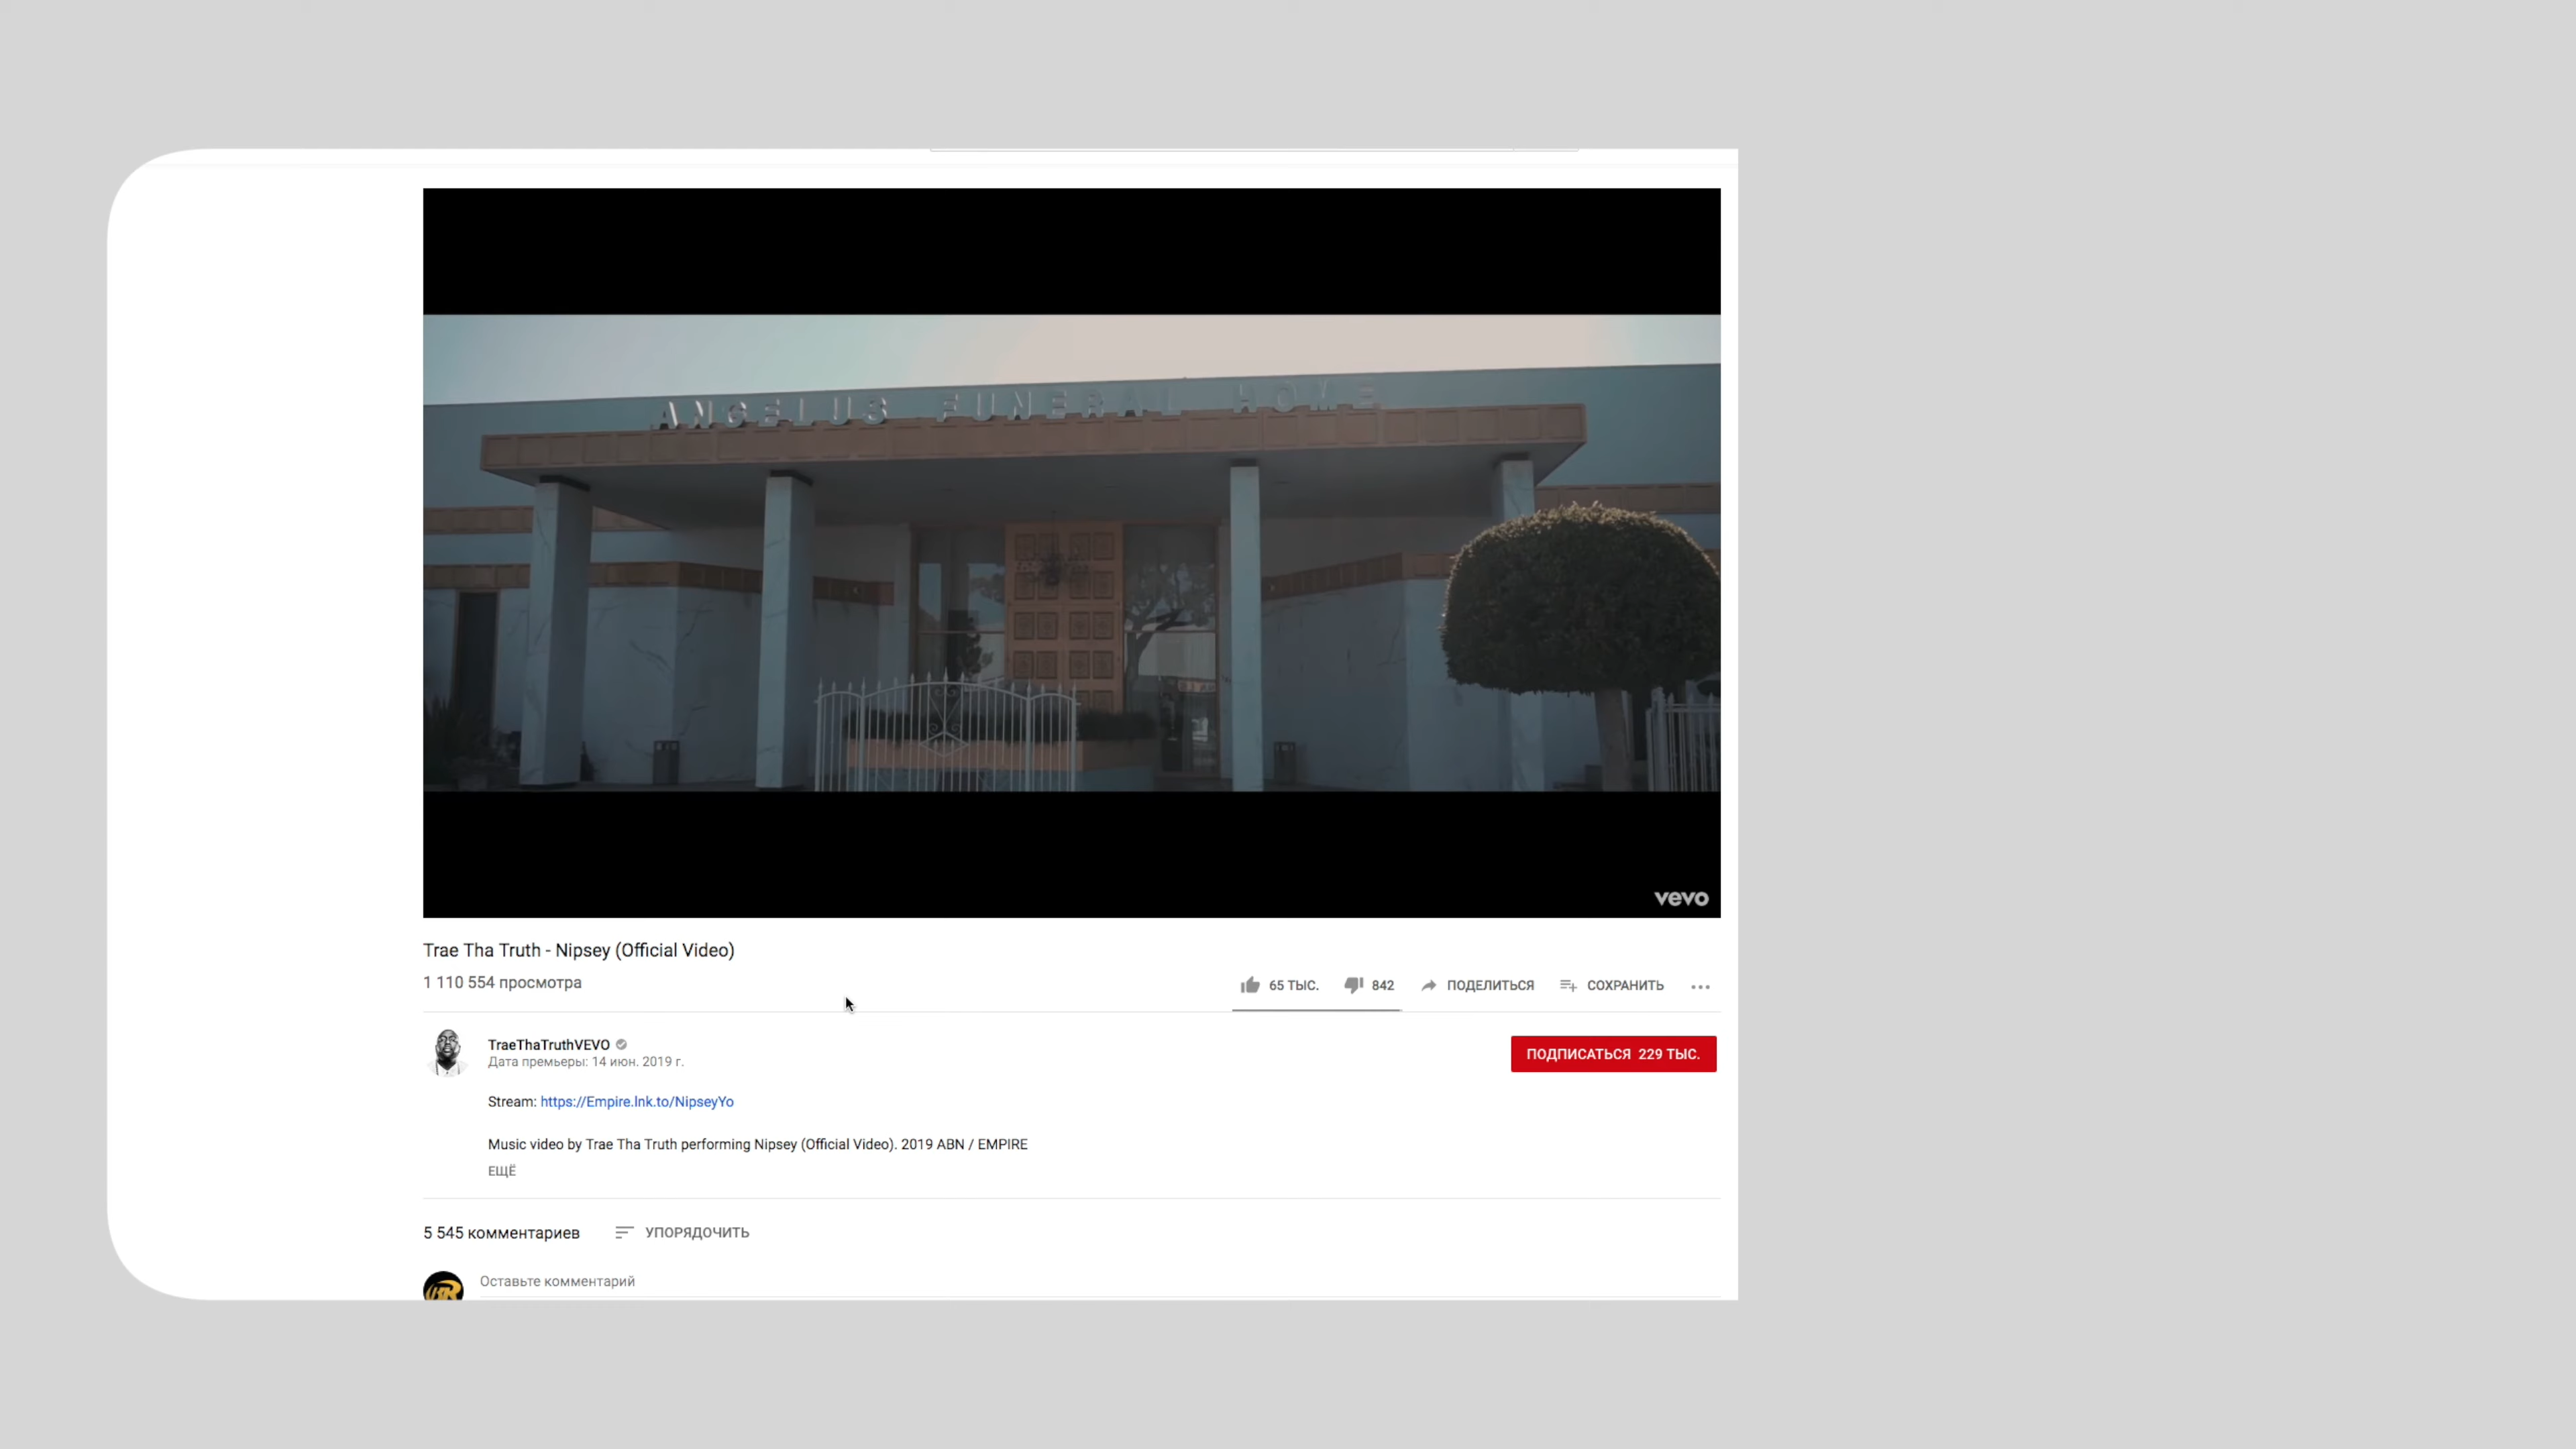 ANGELUS FUNERAL HOME
vevo
Trae Tha Truth - Nipsey (Official Video)
1 110 554 просмотра
65 ТЫС. 842 ПОДЕЛИТЬСЯ СОХРАНИТЬ
TraeThaTruthVEVO
Дата премьеры: 14 июн. 2019 г.
ПОДПИСАТЬСЯ 229 ТЫС.
Stream: https://Empire.lnk.to/NipseyYo
Music video by Trae Tha Truth performing Nipsey (Official Video). 2019 ABN / EMPIRE
ЕЩЁ
5 545 комментариев УПОРЯДОЧИТЬ
Оставьте комментарий